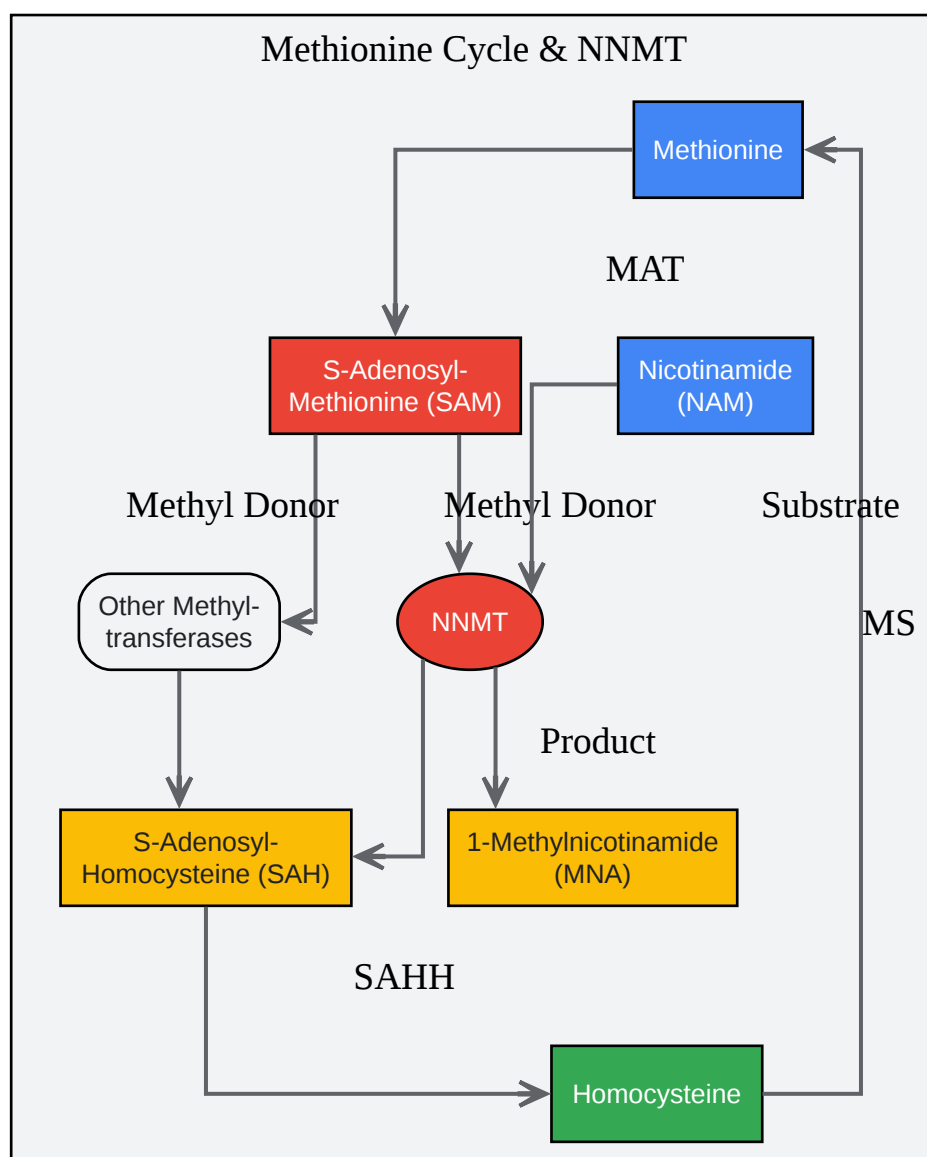 Methionine Cycle & NNMT
Methionine
MAT
S-Adenosyl-
Methionine (SAM)
Nicotinamide
(NAM)
Methyl Donor
Methyl Donor
Substrate
Other Methyl-
transferases
NNMT
MS
Product
S-Adenosyl-
Homocysteine (SAH)
1-Methylnicotinamide
(MNA)
SAHH
Homocysteine